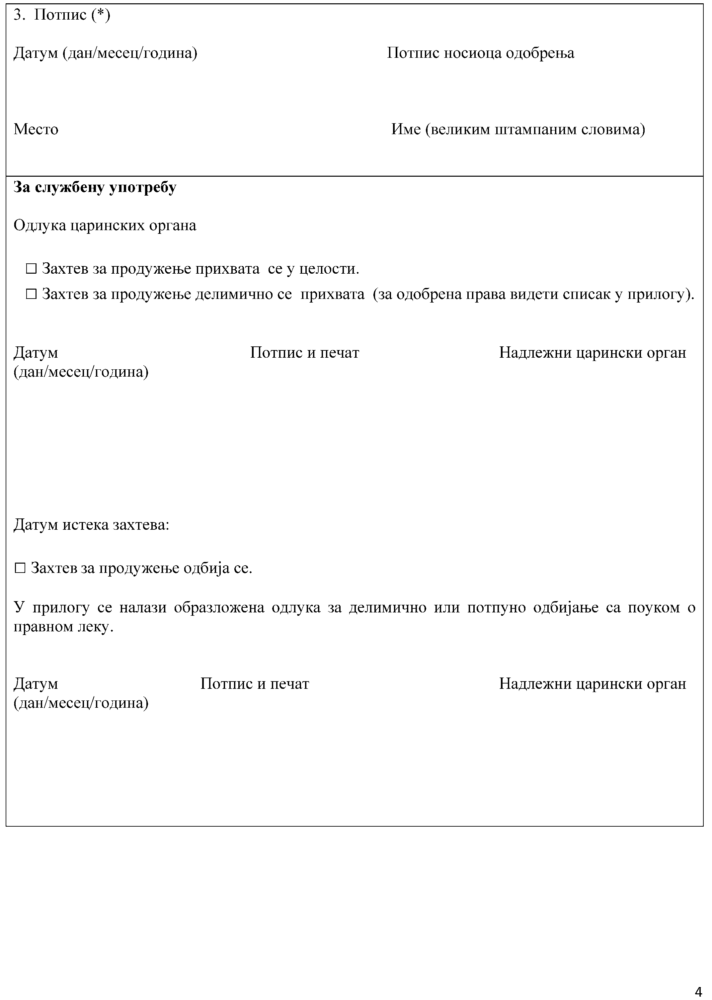 3. Потпис (*)
Датум (дан/месец/година) Потпис носиоца одобрења
Место Име (великим штампаним словима)
За службену употребу
Одлука царинских органа
☐ Захтев за продужење прихвата се у целости.
☐ Захтев за продужење делимично се прихвата (за одобрена права видети списак у прилогу).
Датум Потпис и печат Надлежни царински орган
(дан/месец/година)
Датум истека захтева:
☐ Захтев за продужење одбија се.
У прилогу се налази образложена одлука за делимично или потпуно одбијање са поуком о
правном леку.
Датум Потпис и печат Надлежни царински орган
(дан/месец/година)
4